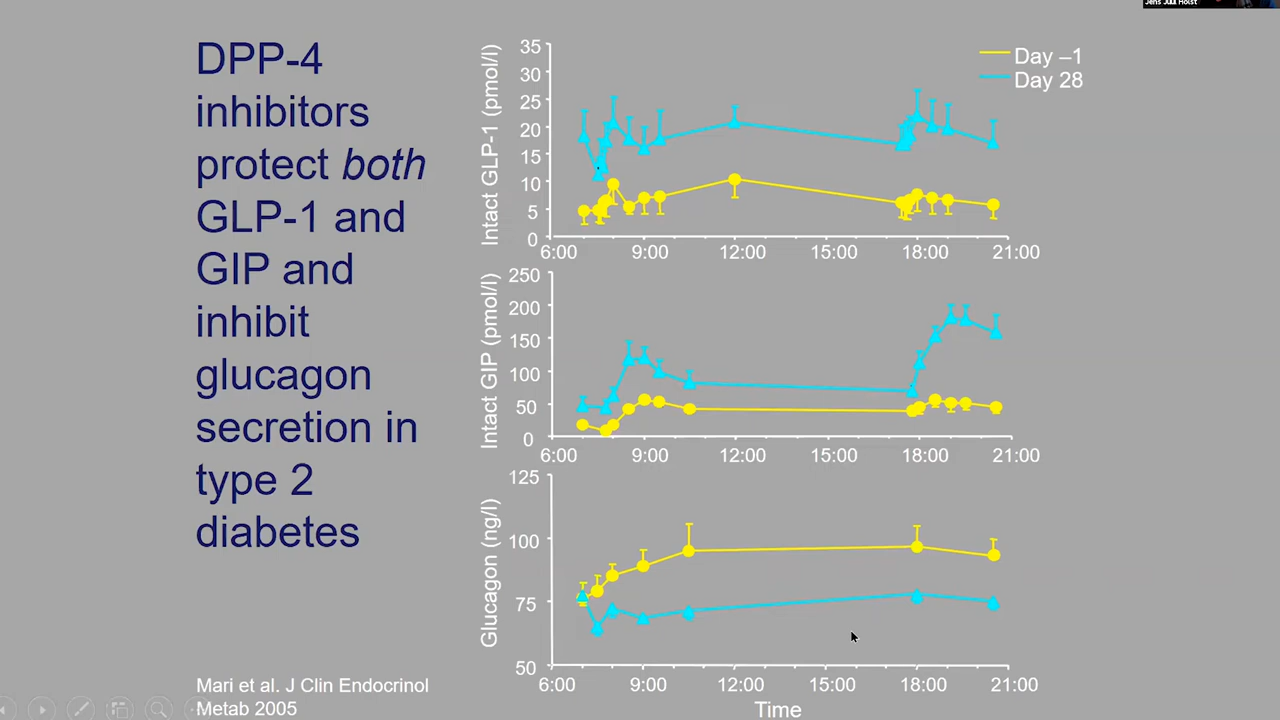 Jens Juul Holst
DPP-4
inhibitors
protect both
GLP-1 and
GIP and
inhibit
glucagon
secretion in
type 2
diabetes
Mari et al. J Clin Endocrinol
Metab 2005
Day –1
Day 28
Intact GLP-1 (pmol/l)
35
30
25
20
15
10
5
0
6:00 9:00 12:00 15:00 18:00 21:00
Intact GIP (pmol/l)
250
200
150
100
50
0
6:00 9:00 12:00 15:00 18:00 21:00
Glucagon (ng/l)
125
100
75
50
6:00 9:00 12:00 15:00 18:00 21:00
Time